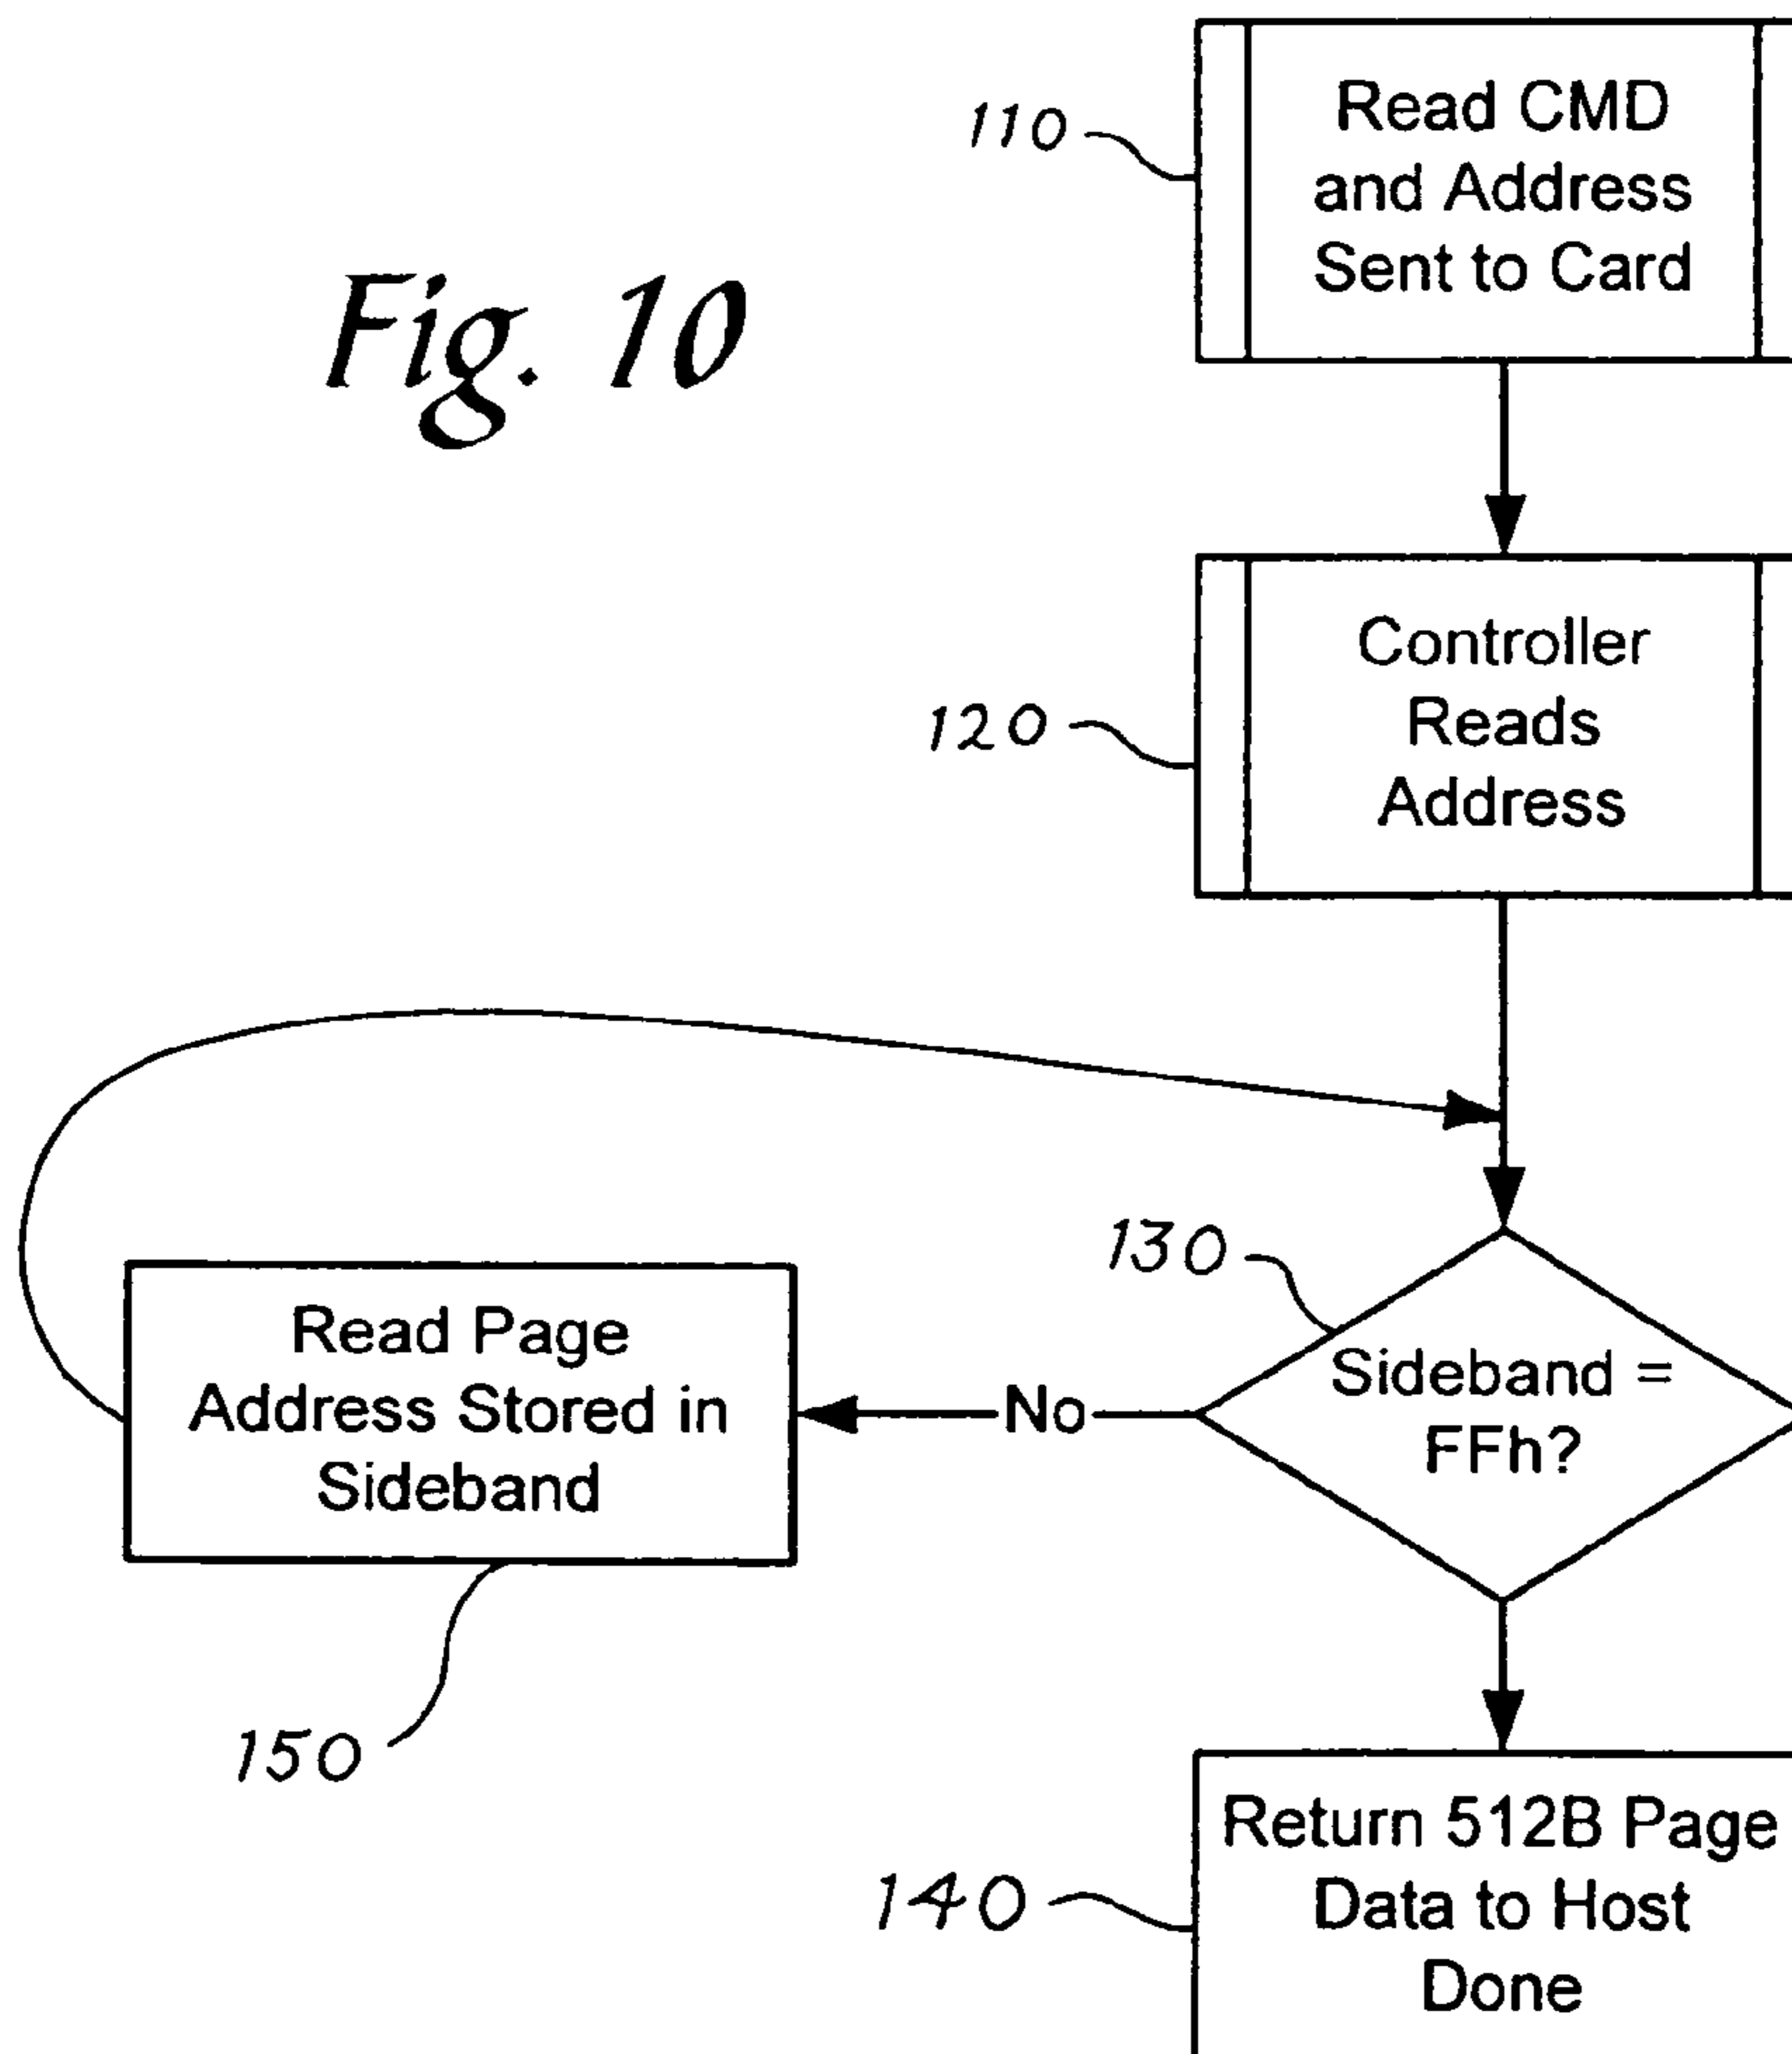 Fig. 10
110
Read CMD
and Address
Sent to Card
120
Controller
Reads
Address
130
Sideband =
FFh?
No
Read Page
Address Stored in
Sideband
150
140
Return 512B Page
Data to Host
Done